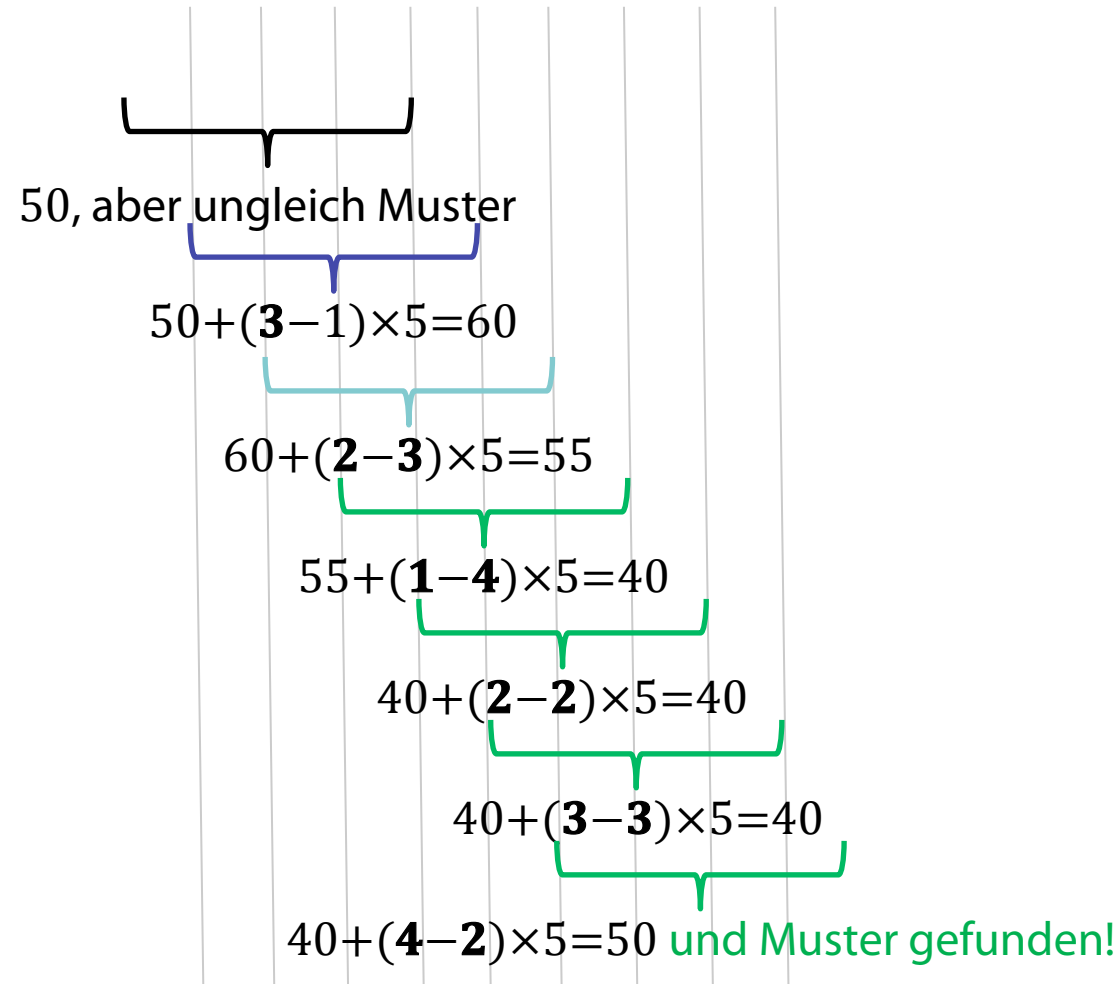 50, aber ungleich Muster
50+(3−1)×5=60
60+(2−3)×5=55
55+(1−4)×5=40
40+(2−2)×5=40
40+(3−3)×5=40
40+(4−2)×5=50 und Muster gefunden!